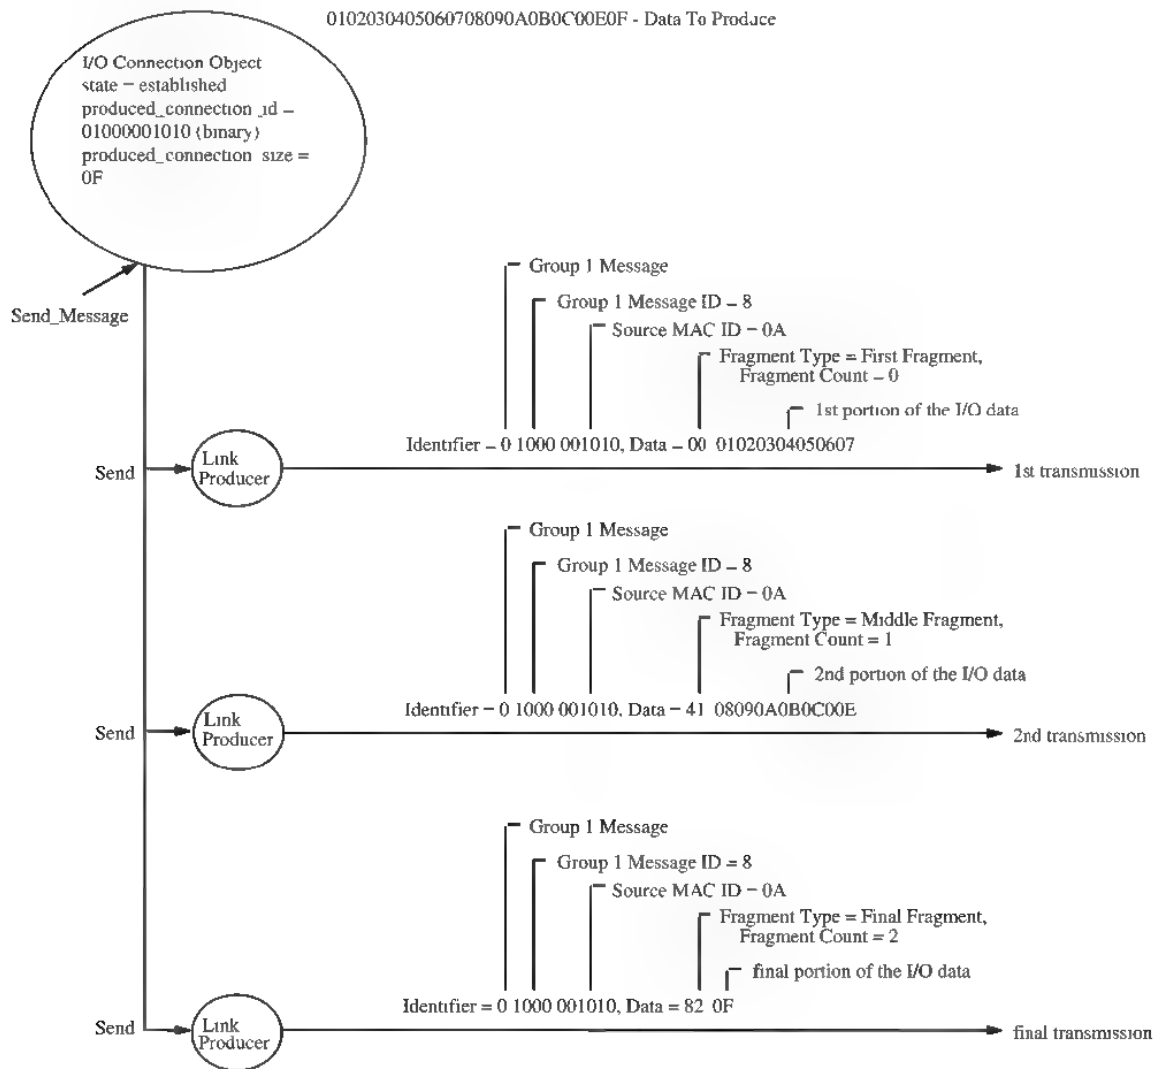 0102030405060708090A0B0C00E0F - Data To Produce
I/O Connection Object
state = established
produced_connection_id =
01000001010 (binary)
produced_connection_size =
0F
Send_Message
Group 1 Message
Group 1 Message ID = 8
Source MAC ID = 0A
Fragment Type = First Fragment,
Fragment Count = 0
1st portion of the I/O data
Identifier = 0 1000 001010, Data = 00 01020304050607
Send
Link
Producer
1st transmission
Group 1 Message
Group 1 Message ID = 8
Source MAC ID = 0A
Fragment Type = Middle Fragment,
Fragment Count = 1
2nd portion of the I/O data
Identifier = 0 1000 001010, Data = 41 08090A0B0C00E
Send
Link
Producer
2nd transmission
Group 1 Message
Group 1 Message ID = 8
Source MAC ID = 0A
Fragment Type = Final Fragment,
Fragment Count = 2
final portion of the I/O data
Identifier = 0 1000 001010, Data = 82 0F
Send
Link
Producer
final transmission